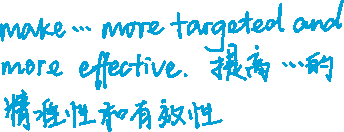 make … more targeted and
more effective. 提高 …的
精准性和有效性